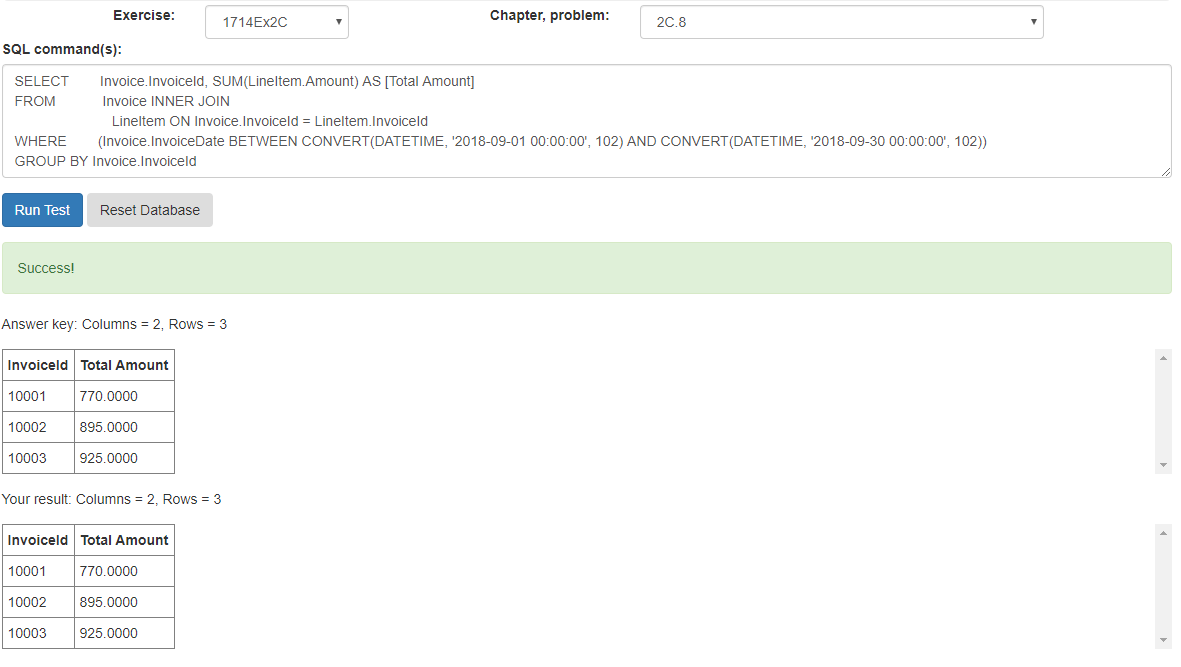 Exercise: 1714Ex2C Chapter, problem: 2C.8
SQL command(s):
SELECT Invoice.InvoiceId, SUM(LineItem.Amount) AS [Total Amount]
FROM Invoice INNER JOIN
LineItem ON Invoice.InvoiceId = LineItem.InvoiceId
WHERE (Invoice.InvoiceDate BETWEEN CONVERT(DATETIME, '2018-09-01 00:00:00', 102) AND CONVERT(DATETIME, '2018-09-30 00:00:00', 102))
GROUP BY Invoice.InvoiceId
Run Test Reset Database
Success!
Answer key: Columns = 2, Rows = 3
InvoiceId Total Amount
10001 770.0000
10002 895.0000
10003 925.0000
Your result: Columns = 2, Rows = 3
InvoiceId Total Amount
10001 770.0000
10002 895.0000
10003 925.0000